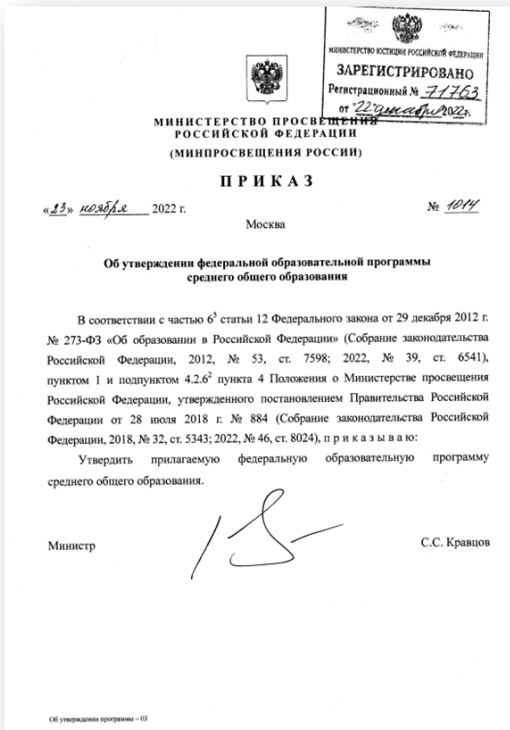 МИНИСТЕРСТВО ЮСТИЦИИ РОССИЙСКОЙ ФЕДЕРАЦИИ
ЗАРЕГИСТРИРОВАНО
Регистрационный № 71763
от "22" декабря 2022г.
МИНИСТЕРСТВО ПРОСВЕЩЕНИЯ
РОССИЙСКОЙ ФЕДЕРАЦИИ
(МИНПРОСВЕЩЕНИЯ РОССИИ)
ПРИКАЗ
«23» ноября 2022 г.
№ 1014
Москва
Об утверждении федеральной образовательной программы
среднего общего образования
В соответствии с частью 6⁵ статьи 12 Федерального закона от 29 декабря 2012 г.
№ 273-ФЗ «Об образовании в Российской Федерации» (Собрание законодательства
Российской Федерации, 2012, № 53, ст. 7598; 2022, № 39, ст. 6541),
пунктом 1 и подпунктом 4.2.6² пункта 4 Положения о Министерстве просвещения
Российской Федерации, утвержденного постановлением Правительства Российской
Федерации от 28 июля 2018 г. № 884 (Собрание законодательства Российской
Федерации, 2018, № 32, ст. 5343; 2022, № 46, ст. 8024), п р и к а з ы в а ю:
Утвердить прилагаемую федеральную образовательную программу
среднего общего образования.
Министр
С.С. Кравцов
Об утверждении программы – 03